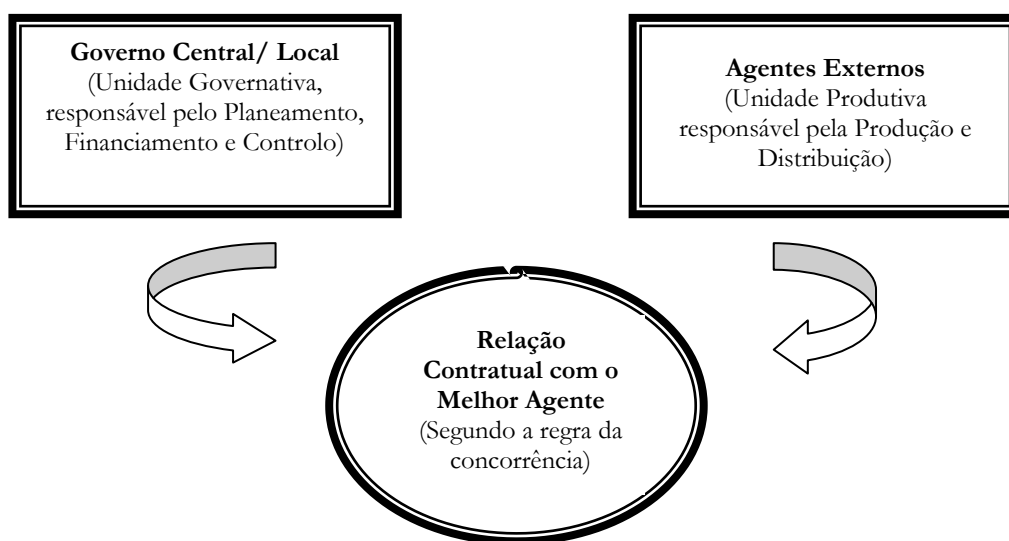 Governo Central/ Local
(Unidade Governativa,
responsável pelo Planeamento,
Financiamento e Controlo)
Agentes Externos
(Unidade Produtiva
responsável pela Produção e
Distribuição)
Relação
Contratual com o
Melhor Agente
(Segundo a regra da
concorrência)